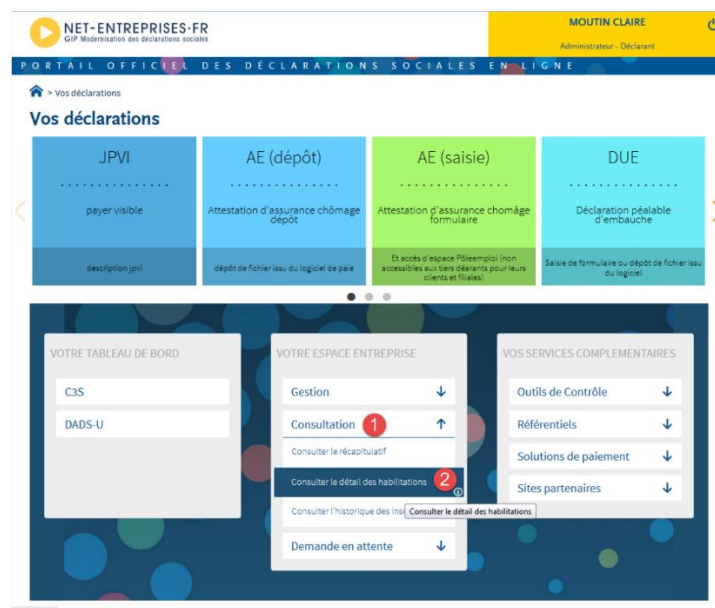 NET-ENTREPRISES·FR
GIP Modernisation des déclarations sociales
MOUTIN CLAIRE
Administrateur - Déclarant
PORTAIL OFFICIEL DES DÉCLARATIONS SOCIALES EN LIGNE
> Vos déclarations
Vos déclarations
JPVI
payer visible
description jpvi
AE (dépôt)
Attestation d'assurance chômage
dépôt
dépôt de fichier issu du logiciel de paie
AE (saisie)
Attestation d'assurance chomâge
formulaire
Et accès d'espace Pôleemploi (non
accessibles aux tiers déarants pour leurs
clients et filiales)
DUE
Déclaration péalable
d'embauche
Saisie de formulaire ou dépôt de fichier issu
du logiciel
VOTRE TABLEAU DE BORD
C3S
DADS-U
VOTRE ESPACE ENTREPRISE
Gestion
Consultation 1
Consulter le récapitulatif
Consulter le détail des habilitations 2
Consulter l'historique des
Consulter le détail des habilitations
Demande en attente
VOS SERVICES COMPLEMENTAIRES
Outils de Contrôle
Référentiels
Solutions de paiement
Sites partenaires